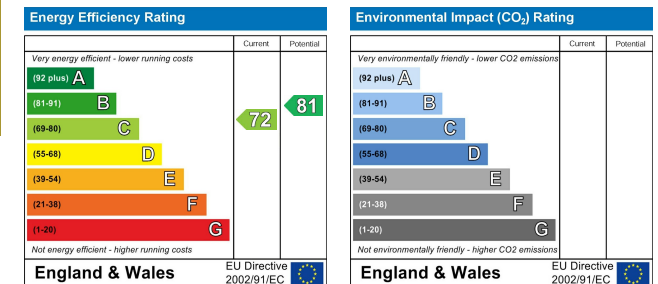 Energy Efficiency Rating
Current Potential
Very energy efficient - lower running costs
(92 plus) A
(81-91) B
(69-80) C
(55-68) D
(39-54) E
(21-38) F
(1-20) G
72
81
Not energy efficient - higher running costs
England & Wales
EU Directive
2002/91/EC
Environmental Impact (CO₂) Rating
Current Potential
Very environmentally friendly - lower CO2 emissions
(92 plus) A
(81-91) B
(69-80) C
(55-68) D
(39-54) E
(21-38) F
(1-20) G
Not environmentally friendly - higher CO2 emissions
England & Wales
EU Directive
2002/91/EC